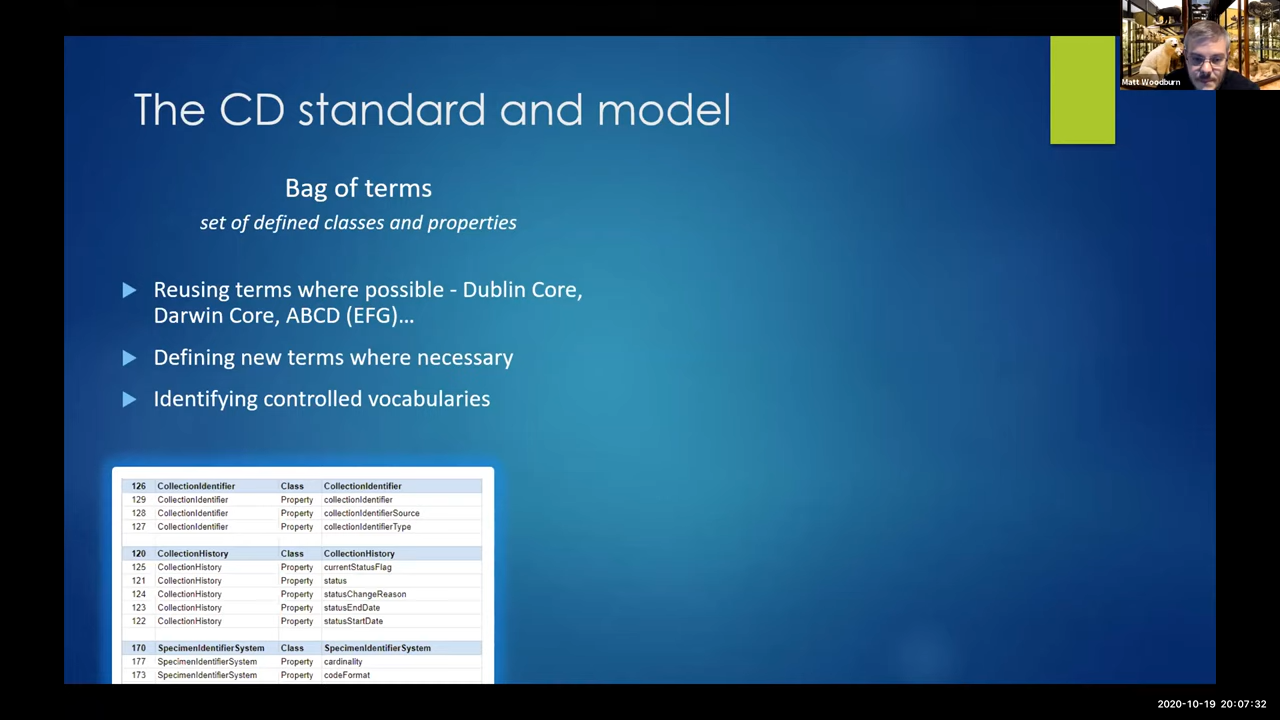 Matt Woodburn
The CD standard and model
Bag of terms
set of defined classes and properties
Reusing terms where possible - Dublin Core,
Darwin Core, ABCD (EFG)...
Defining new terms where necessary
Identifying controlled vocabularies
126 CollectionIdentifier Class CollectionIdentifier
129 CollectionIdentifier Property collectionIdentifier
128 CollectionIdentifier Property collectionIdentifierSource
127 CollectionIdentifier Property collectionIdentifierType
120 CollectionHistory Class CollectionHistory
125 CollectionHistory Property currentStatusFlag
121 CollectionHistory Property status
124 CollectionHistory Property statusChangeReason
123 CollectionHistory Property statusEndDate
122 CollectionHistory Property statusStartDate
170 SpecimenIdentifierSystem Class SpecimenIdentifierSystem
177 SpecimenIdentifierSystem Property cardinality
173 SpecimenIdentifierSystem Property codeFormat
2020-10-19 20:07:32